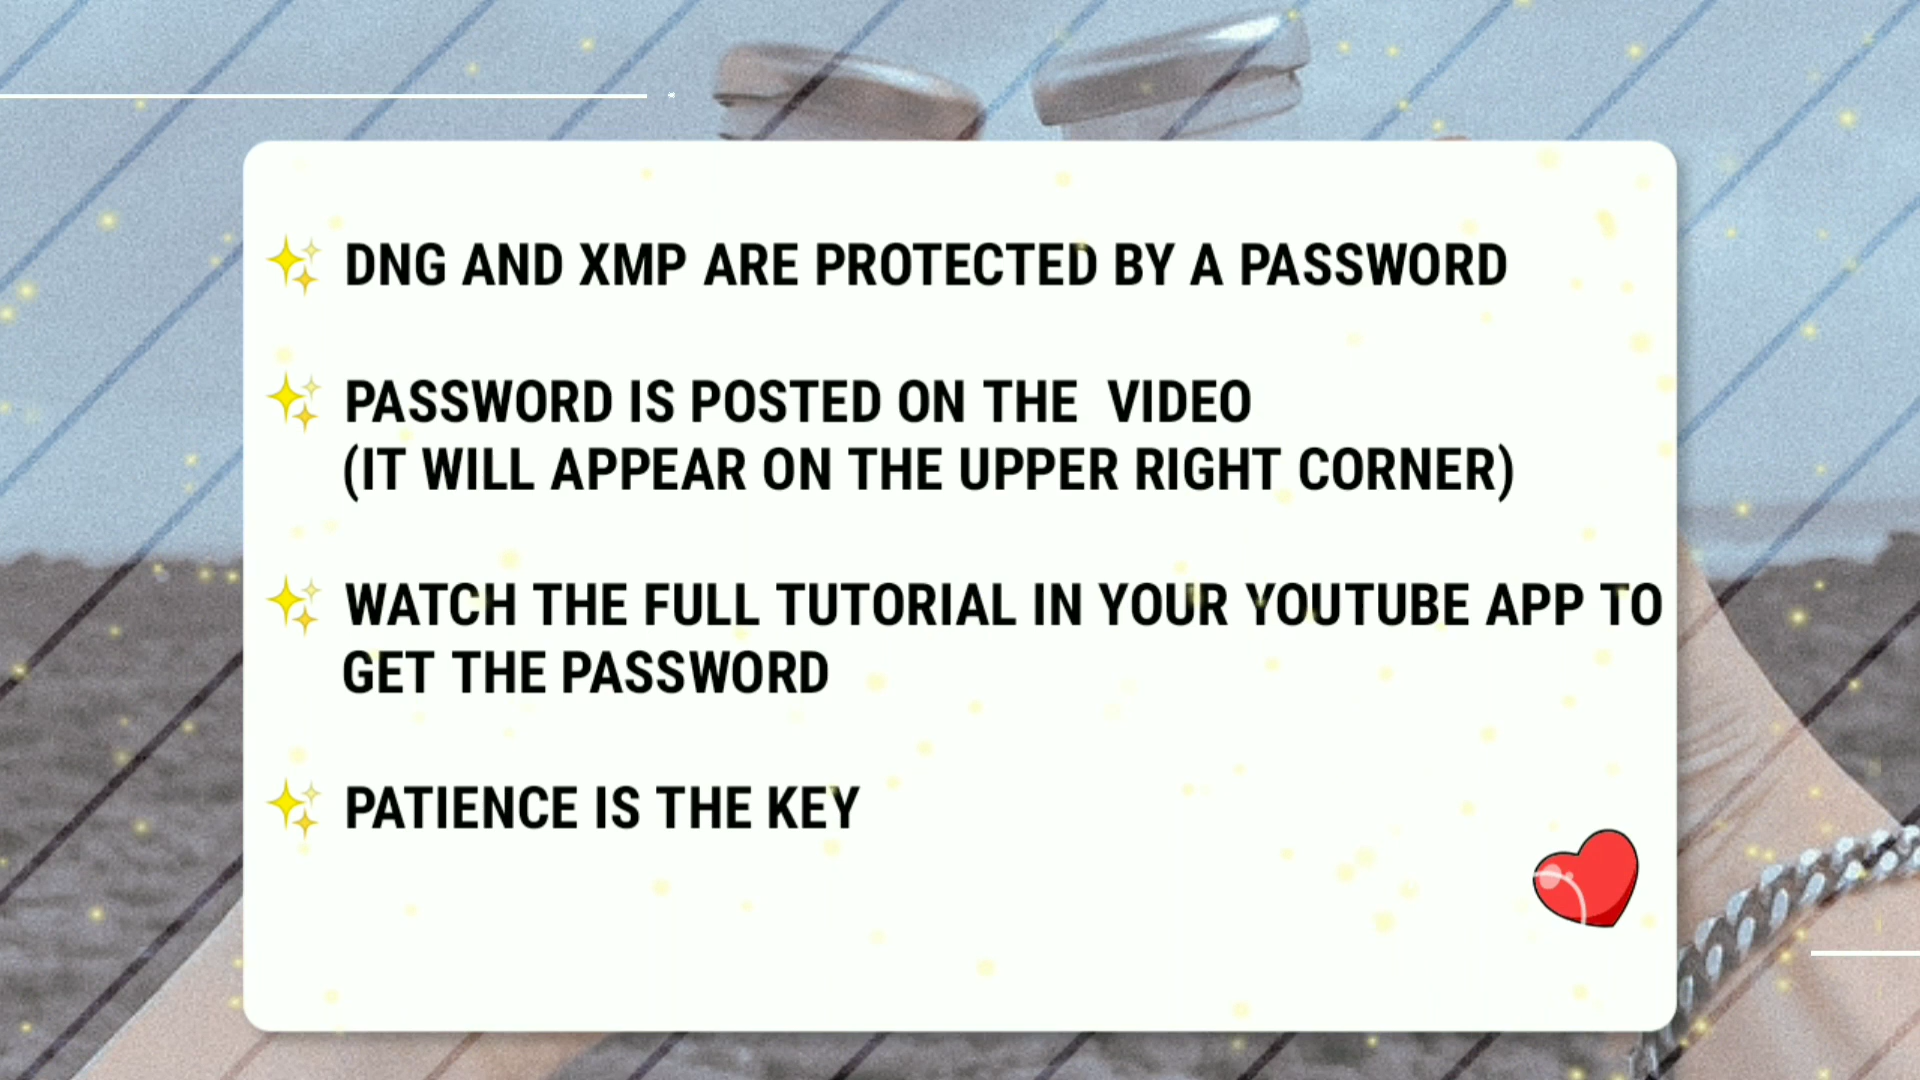 ✨ DNG AND XMP ARE PROTECTED BY A PASSWORD
✨ PASSWORD IS POSTED ON THE VIDEO
(IT WILL APPEAR ON THE UPPER RIGHT CORNER)
✨ WATCH THE FULL TUTORIAL IN YOUR YOUTUBE APP TO
GET THE PASSWORD
✨ PATIENCE IS THE KEY